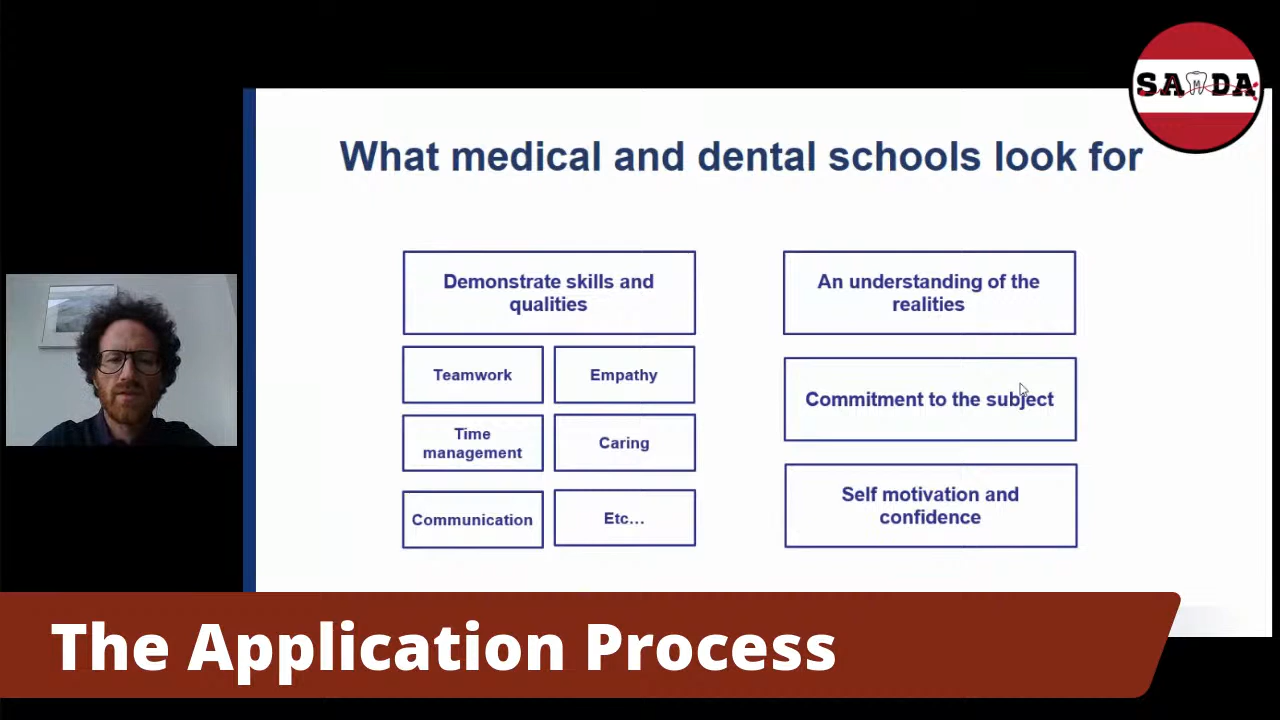 SAMDA
What medical and dental schools look for
Demonstrate skills and
qualities
Teamwork
Empathy
Time
management
Caring
Communication
Etc...
An understanding of the
realities
Commitment to the subject
Self motivation and
confidence
The Application Process